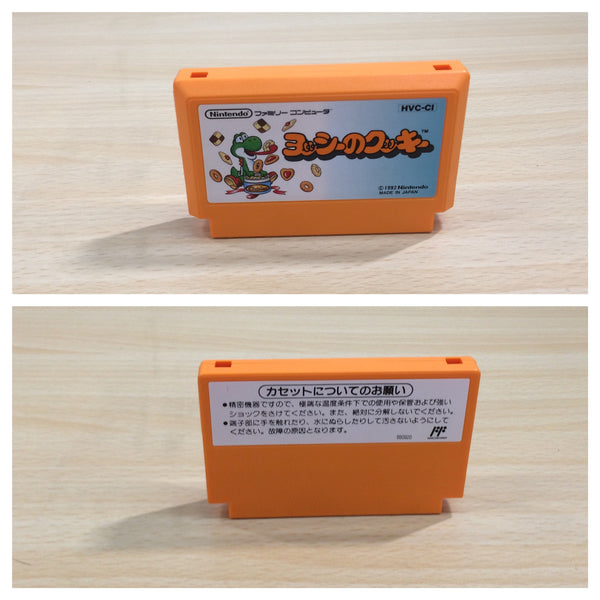 Nintendo ファミリー コンピュータ™
HVC-CI
ヨッシーのクッキー™
©1992 Nintendo
MADE IN JAPAN
カセットについてのお願い
●精密機器ですので、極端な温度条件下での使用や保管および強い
ショックをさけてください。また、絶対に分解しないでください。
●端子部に手を触れたり、水にぬらしたりして汚さないようにして
ください。故障の原因となります。
FF